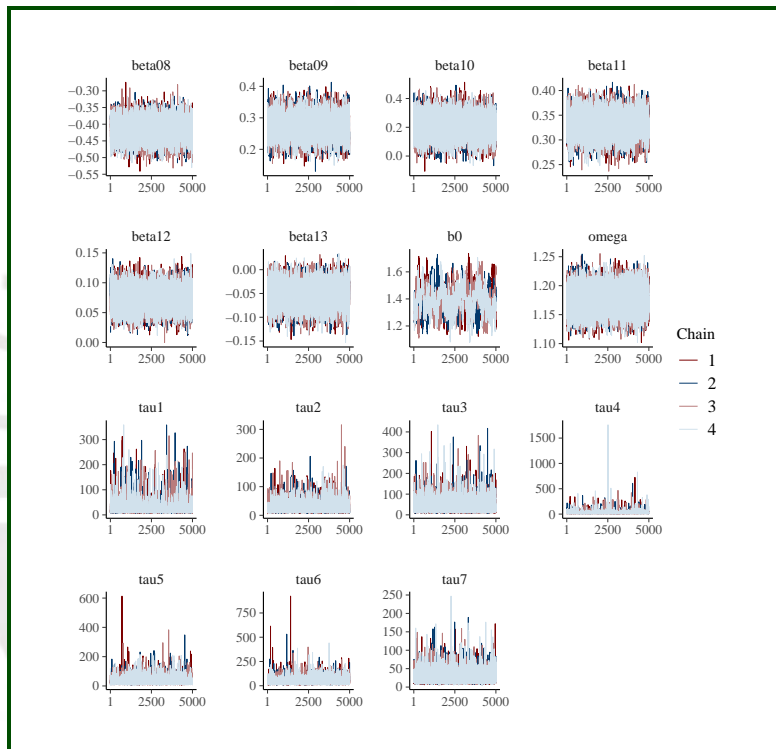 beta08 beta09 beta10 beta11
−0.30 −0.35 −0.40 −0.45 −0.50 −0.55
0.4 0.3 0.2
0.4 0.2 0.0
0.40 0.35 0.30 0.25
1 2500 5000 1 2500 5000 1 2500 5000 1 2500 5000
beta12 beta13 b0 omega
0.15 0.10 0.05 0.00
0.00 −0.05 −0.10 −0.15
1.6 1.4 1.2
1.25 1.20 1.15 1.10
1 2500 5000 1 2500 5000 1 2500 5000 1 2500 5000
Chain
1
2
3
4
tau1 tau2 tau3 tau4
300 200 100 0
300 200 100 0
400 300 200 100 0
1500 1000 500 0
1 2500 5000 1 2500 5000 1 2500 5000 1 2500 5000
tau5 tau6 tau7
600 400 200 0
750 500 250 0
250 200 150 100 50 0
1 2500 5000 1 2500 5000 1 2500 5000